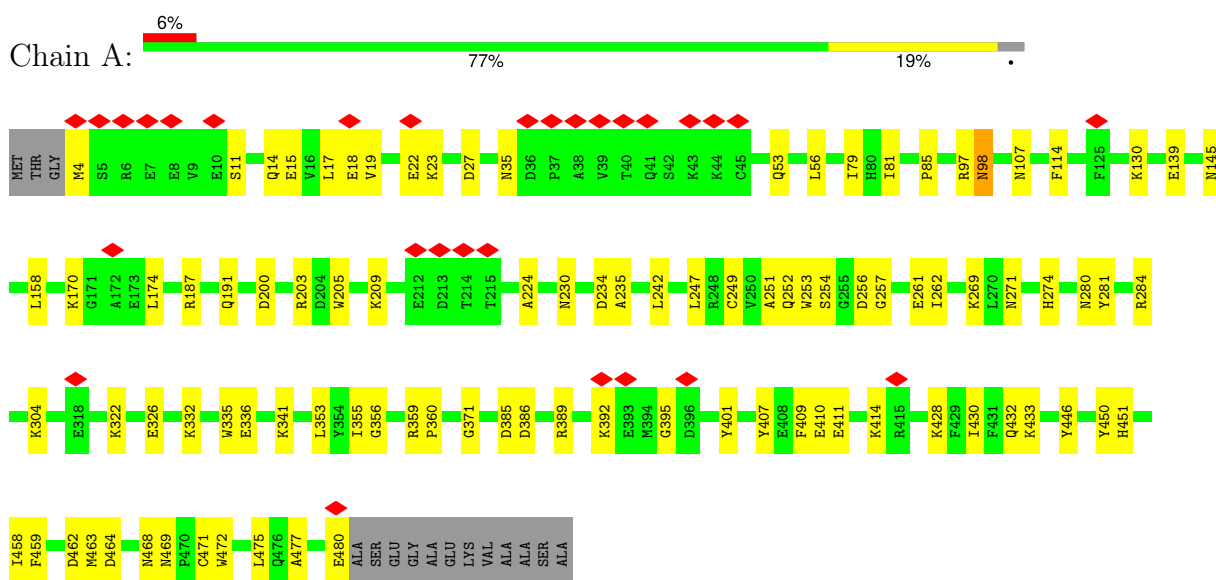 6%
Chain A:
77% 19% •
MET THR GLY M4 S5 R6 E7 E8 V9 E10 S11 Q14 E15 V16 L17 E18 V19 E22 K23 D27 N35 D36 P37 A38 V39 T40 Q41 S42 K43 K44 C45 Q53 L56 I79 H80 I81 P85 R97 N98 N107 F114 F125 K130 E139 N145
L158 K170 G171 A172 E173 L174 R187 Q191 D200 R203 D204 W205 K209 E212 D213 T214 T215 A224 N230 D234 A235 L242 L247 R248 C249 V250 A251 Q252 W253 S254 G255 D256 G257 E261 I262 K269 L270 N271 H274 N280 Y281 R284
K304 E318 K322 E326 K332 W335 E336 K341 L353 Y354 I355 G356 R359 P360 G371 D385 D386 R389 K392 E393 M394 G395 D396 Y401 Y407 E408 F409 E410 E411 K414 R415 K428 F429 I430 F431 Q432 K433 Y446 Y450 H451
I458 F459 D462 M463 D464 N468 N469 P470 C471 W472 L475 Q476 A477 E480 ALA SER GLU GLY ALA GLU LYS VAL ALA ALA SER ALA